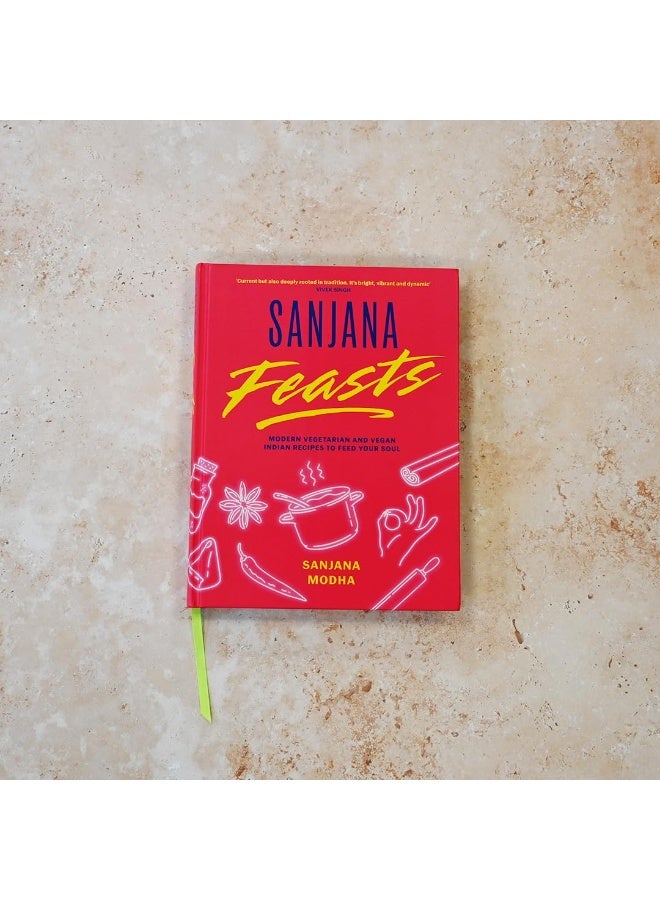 'Current but also deeply rooted in tradition. It's bright, vibrant and dynamic'
VIVEK SINGH
SANJANA
Feasts
MODERN VEGETARIAN AND VEGAN
INDIAN RECIPES TO FEED YOUR SOUL
SANJANA
MODHA